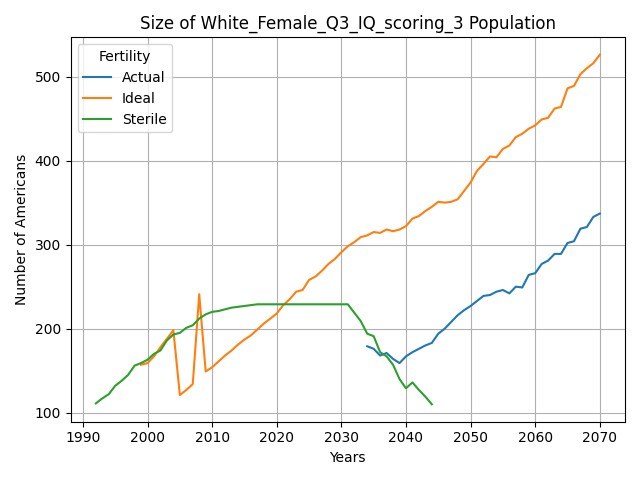 Size of White_Female_Q3_IQ_scoring_3 Population
Fertility
Actual
Ideal
Sterile
Number of Americans
500
400
300
200
100
1990
2000
2010
2020
2030
2040
2050
2060
2070
Years